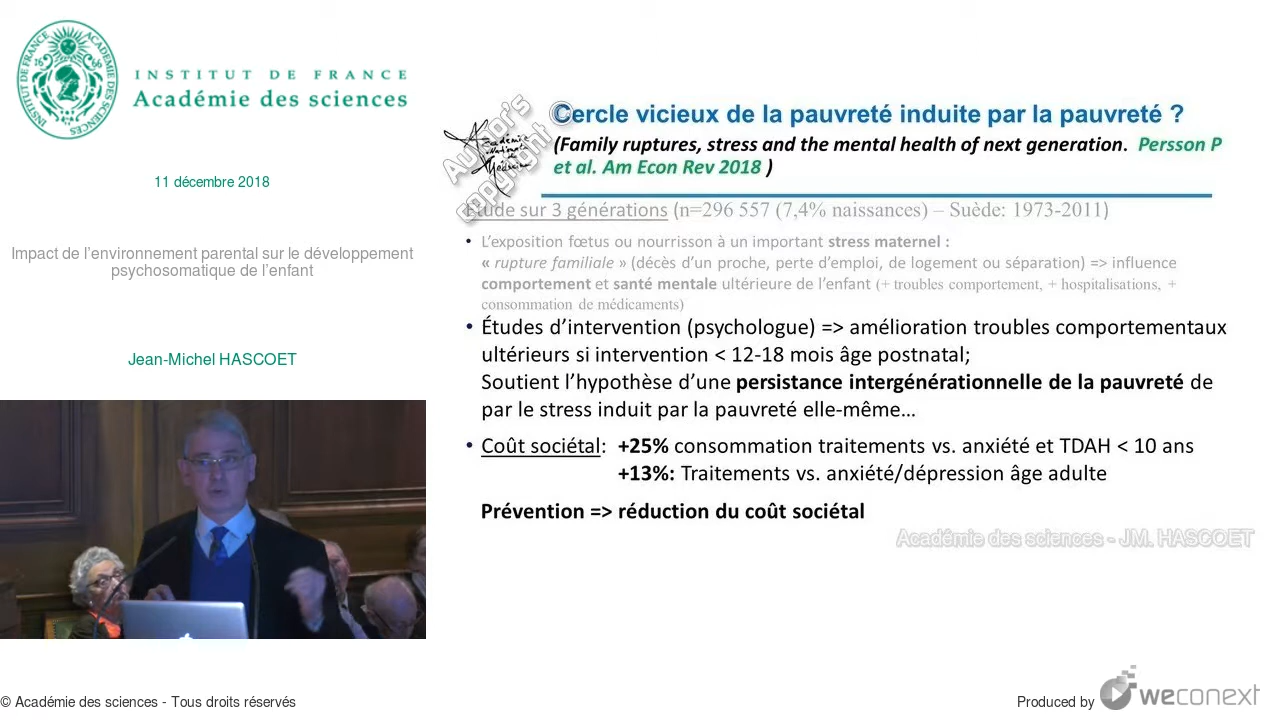 INSTITUT DE FRANCE
Académie des sciences
11 décembre 2018
Impact de l'environnement parental sur le développement
psychosomatique de l'enfant
Jean-Michel HASCOET
Cercle vicieux de la pauvreté induite par la pauvreté ?
(Family ruptures, stress and the mental health of next generation. Persson P
et al. Am Econ Rev 2018 )
Author's
copyright ©
Académie
Nationale
de
Médecine
Étude sur 3 générations (n=296 557 (7,4% naissances) – Suède: 1973-2011)
• L'exposition fœtus ou nourrisson à un important stress maternel :
« rupture familiale » (décès d'un proche, perte d'emploi, de logement ou séparation) => influence
comportement et santé mentale ultérieure de l'enfant (+ troubles comportement, + hospitalisations, +
consommation de médicaments)
• Études d'intervention (psychologue) => amélioration troubles comportementaux
ultérieurs si intervention < 12-18 mois âge postnatal;
Soutient l'hypothèse d'une persistance intergénérationnelle de la pauvreté de
par le stress induit par la pauvreté elle-même…
• Coût sociétal: +25% consommation traitements vs. anxiété et TDAH < 10 ans
+13%: Traitements vs. anxiété/dépression âge adulte
Prévention => réduction du coût sociétal
Académie des sciences - JM. HASCOET
© Académie des sciences - Tous droits réservés
Produced by weconext